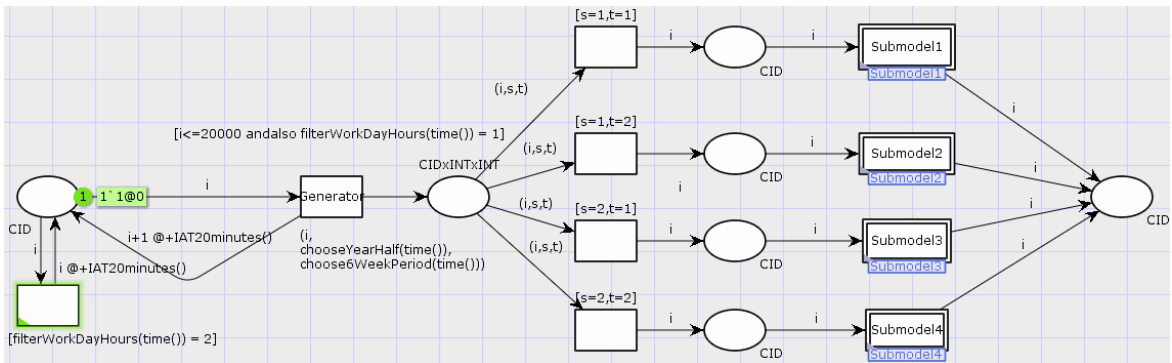 [s=1,t=1]
i
i
CID
Submodel1
Submodel1
(i,s,t)
i
[i<=20000 andalso filterWorkDayHours(time()) = 1]
[s=1,t=2]
i
i
CID
Submodel2
Submodel2
(i,s,t)
i
CIDxINTxINT
i
1
1`1@0
i
Generator
CID
CID
i+1 @+IAT20minutes()
(i,
chooseYearHalf(time()),
choose6WeekPeriod(time()))
(i,s,t)
[s=2,t=1]
i
i
CID
Submodel3
Submodel3
i
(i,s,t)
i
i
i @+IAT20minutes()
[s=2,t=2]
i
i
CID
Submodel4
Submodel4
[filterWorkDayHours(time()) = 2]